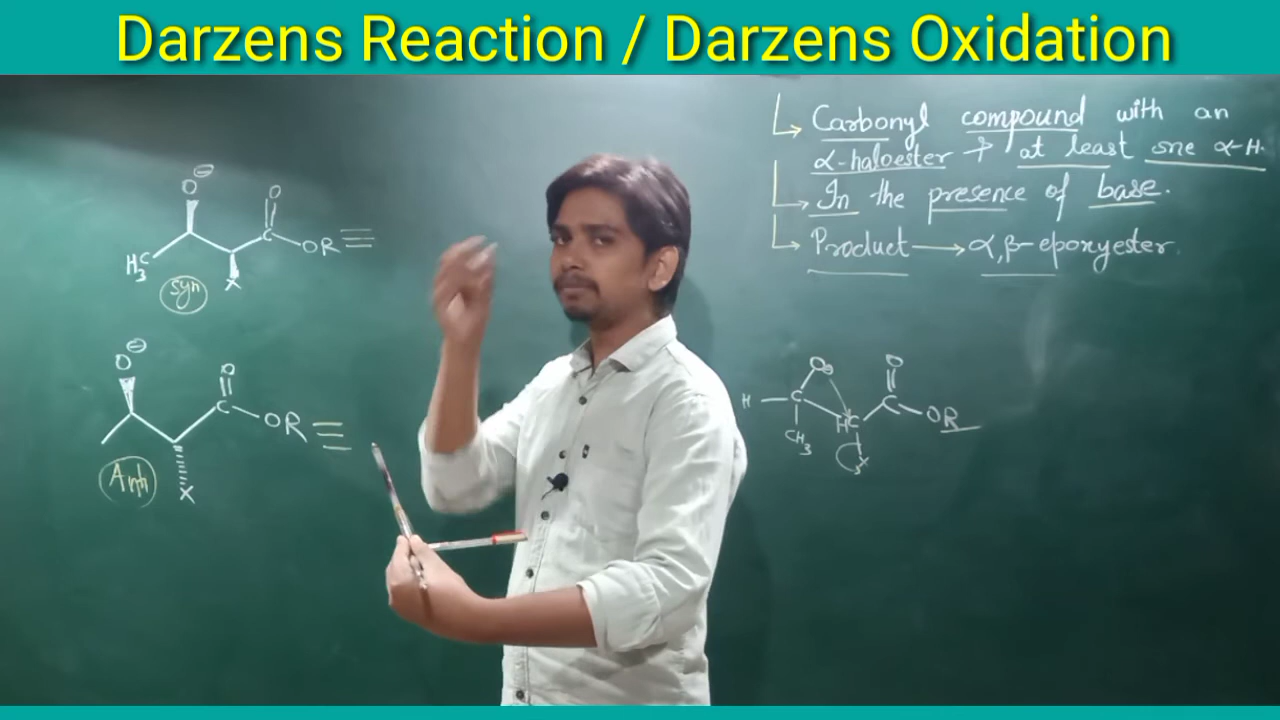 Darzens Reaction / Darzens Oxidation
Carbonyl compound with an
α-haloester → at least one α-H.
In the presence of base.
Product → α,β-epoxyester
O⊖ O
H3C C OR
X
Syn
O⊖ O
C OR
X
Anti
O O
H C HC C OR
CH3 X